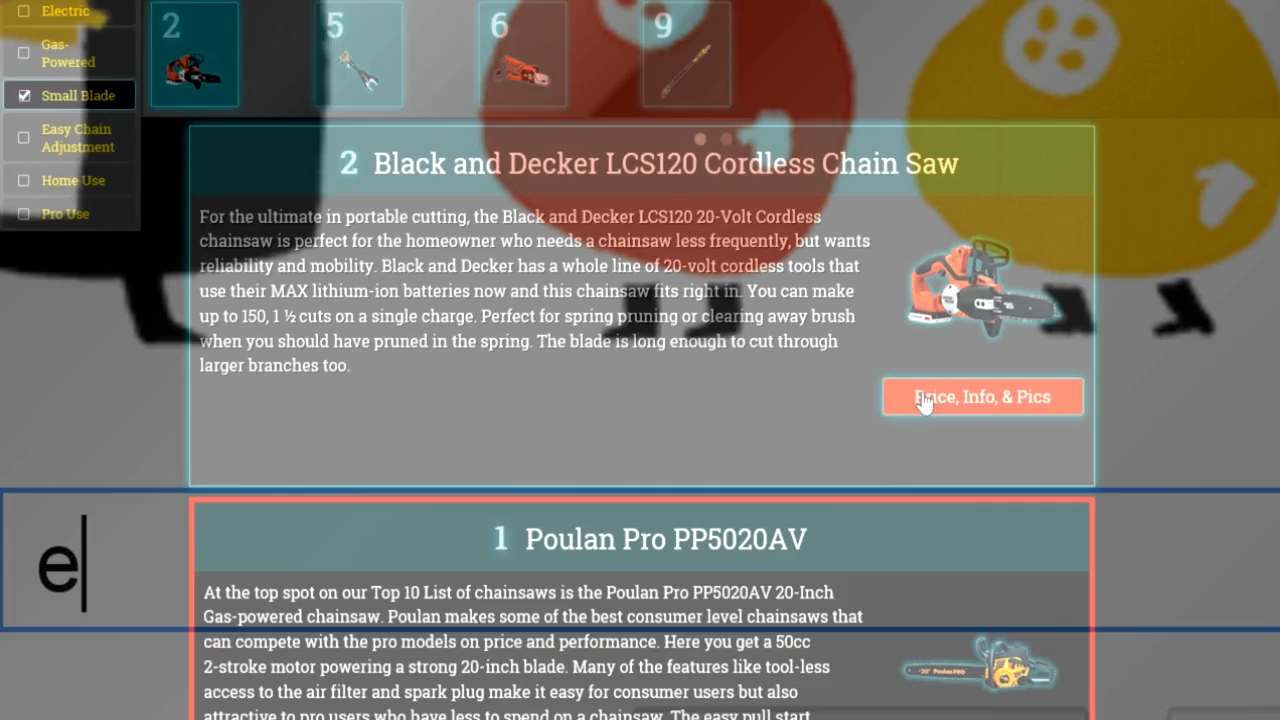 Electric
Gas-
Powered
Small Blade
Easy Chain
Adjustment
Home Use
Pro Use
2
5
6
9
2 Black and Decker LCS120 Cordless Chain Saw
For the ultimate in portable cutting, the Black and Decker LCS120 20-Volt Cordless
chainsaw is perfect for the homeowner who needs a chainsaw less frequently, but wants
reliability and mobility. Black and Decker has a whole line of 20-volt cordless tools that
use their MAX lithium-ion batteries now and this chainsaw fits right in. You can make
up to 150, 1 ½ cuts on a single charge. Perfect for spring pruning or clearing away brush
when you should have pruned in the spring. The blade is long enough to cut through
larger branches too.
Price, Info, & Pics
e
1 Poulan Pro PP5020AV
At the top spot on our Top 10 List of chainsaws is the Poulan Pro PP5020AV 20-Inch
Gas-powered chainsaw. Poulan makes some of the best consumer level chainsaws that
can compete with the pro models on price and performance. Here you get a 50cc
2-stroke motor powering a strong 20-inch blade. Many of the features like tool-less
access to the air filter and spark plug make it easy for consumer users but also
attractive to pro users who have less to spend on a chainsaw. The easy pull start